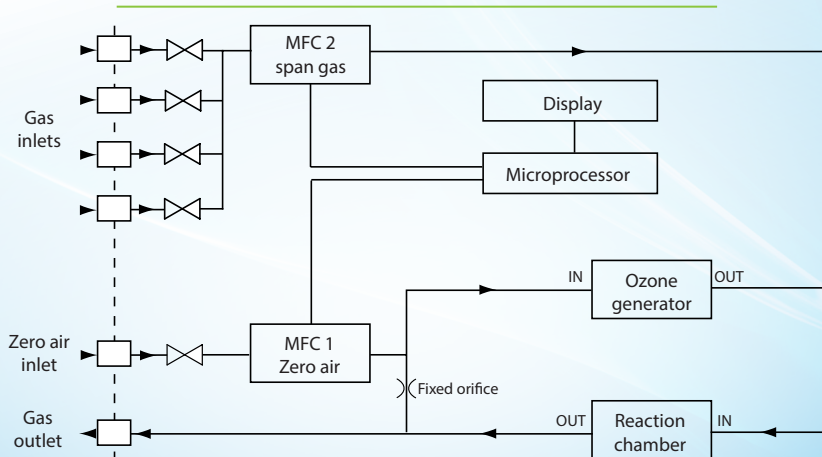 MFC 2
span gas
Display
Gas
inlets
Microprocessor
IN
Ozone
generator
OUT
Zero air
inlet
MFC 1
Zero air
Fixed orifice
Gas
outlet
OUT
Reaction
chamber
IN